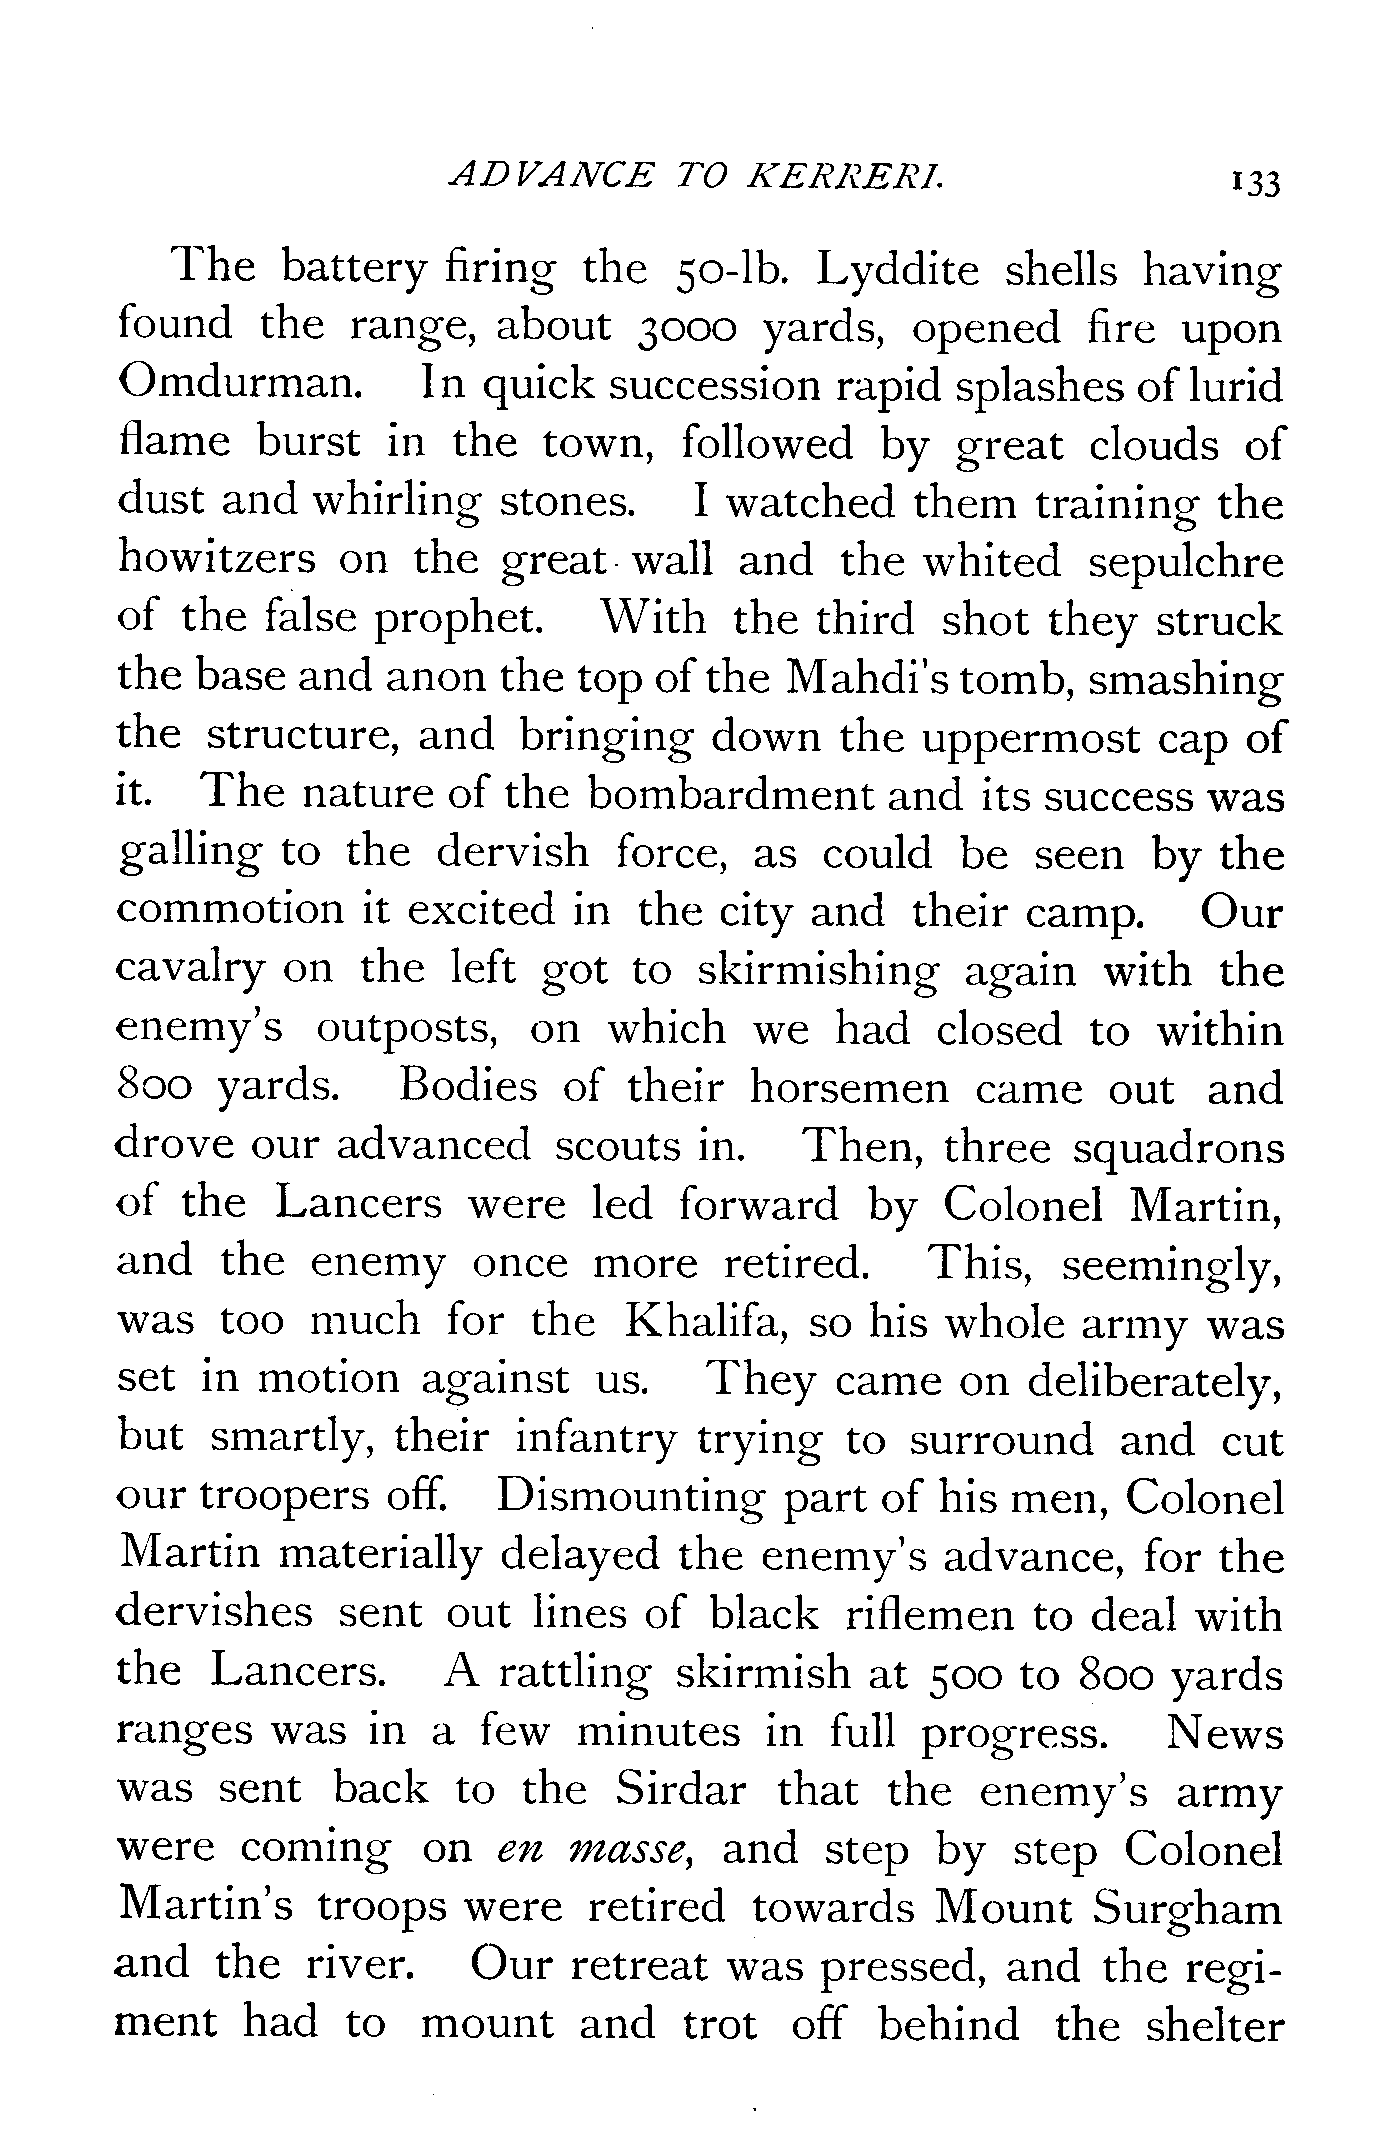 ADVANCE TO KERRERI. 133
The battery firing the 50-lb. Lyddite shells having
found the range, about 3000 yards, opened fire upon
Omdurman. In quick succession rapid splashes of lurid
flame burst in the town, followed by great clouds of
dust and whirling stones. I watched them training the
howitzers on the great wall and the whited sepulchre
of the false prophet. With the third shot they struck
the base and anon the top of the Mahdi's tomb, smashing
the structure, and bringing down the uppermost cap of
it. The nature of the bombardment and its success was
galling to the dervish force, as could be seen by the
commotion it excited in the city and their camp. Our
cavalry on the left got to skirmishing again with the
enemy's outposts, on which we had closed to within
800 yards. Bodies of their horsemen came out and
drove our advanced scouts in. Then, three squadrons
of the Lancers were led forward by Colonel Martin,
and the enemy once more retired. This, seemingly,
was too much for the Khalifa, so his whole army was
set in motion against us. They came on deliberately,
but smartly, their infantry trying to surround and cut
our troopers off. Dismounting part of his men, Colonel
Martin materially delayed the enemy's advance, for the
dervishes sent out lines of black riflemen to deal with
the Lancers. A rattling skirmish at 500 to 800 yards
ranges was in a few minutes in full progress. News
was sent back to the Sirdar that the enemy's army
were coming on en masse, and step by step Colonel
Martin's troops were retired towards Mount Surgham
and the river. Our retreat was pressed, and the regi-
ment had to mount and trot off behind the shelter